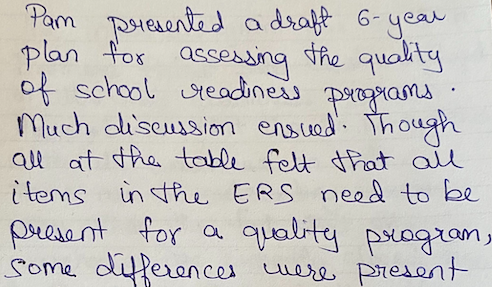 Pam presented a draft 6-year
plan for assessing the quality
of school readiness programs.
Much discussion ensued. Though
all at the table felt that all
items in the ERS need to be
present for a quality program,
some differences were present